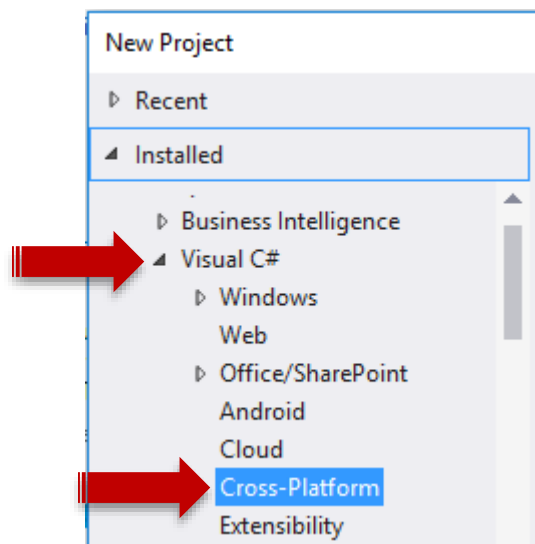 New Project
Recent
Installed
Business Intelligence
Visual C#
Windows
Web
Office/SharePoint
Android
Cloud
Cross-Platform
Extensibility